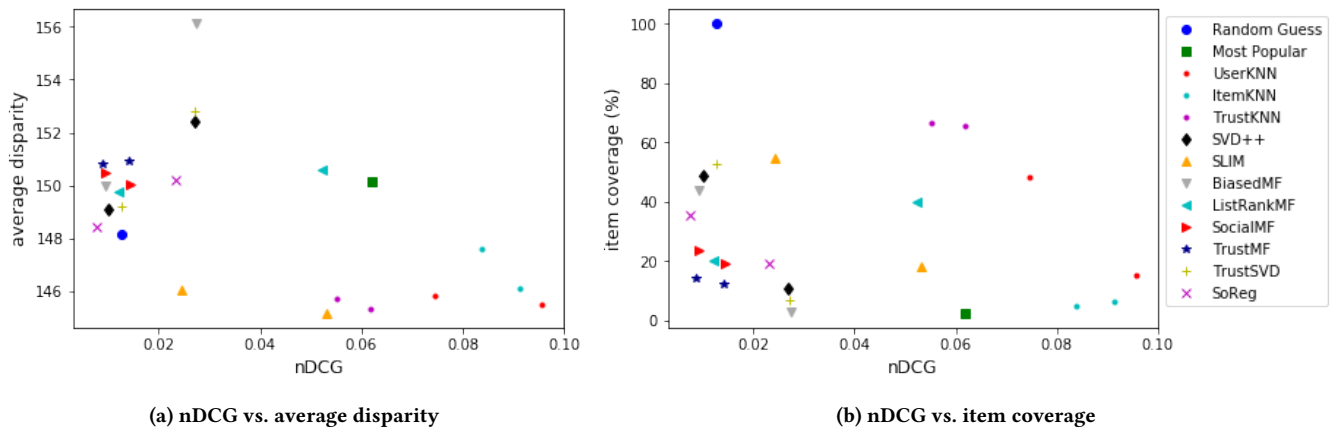 156
154
152
150
148
146
average disparity
0.02
0.04
0.06
0.08
0.10
nDCG
(a) nDCG vs. average disparity
100
80
60
40
20
0
item coverage (%)
0.02
0.04
0.06
0.08
0.10
nDCG
(b) nDCG vs. item coverage
Random Guess
Most Popular
UserKNN
ItemKNN
TrustKNN
SVD++
SLIM
BiasedMF
ListRankMF
SocialMF
TrustMF
TrustSVD
SoReg